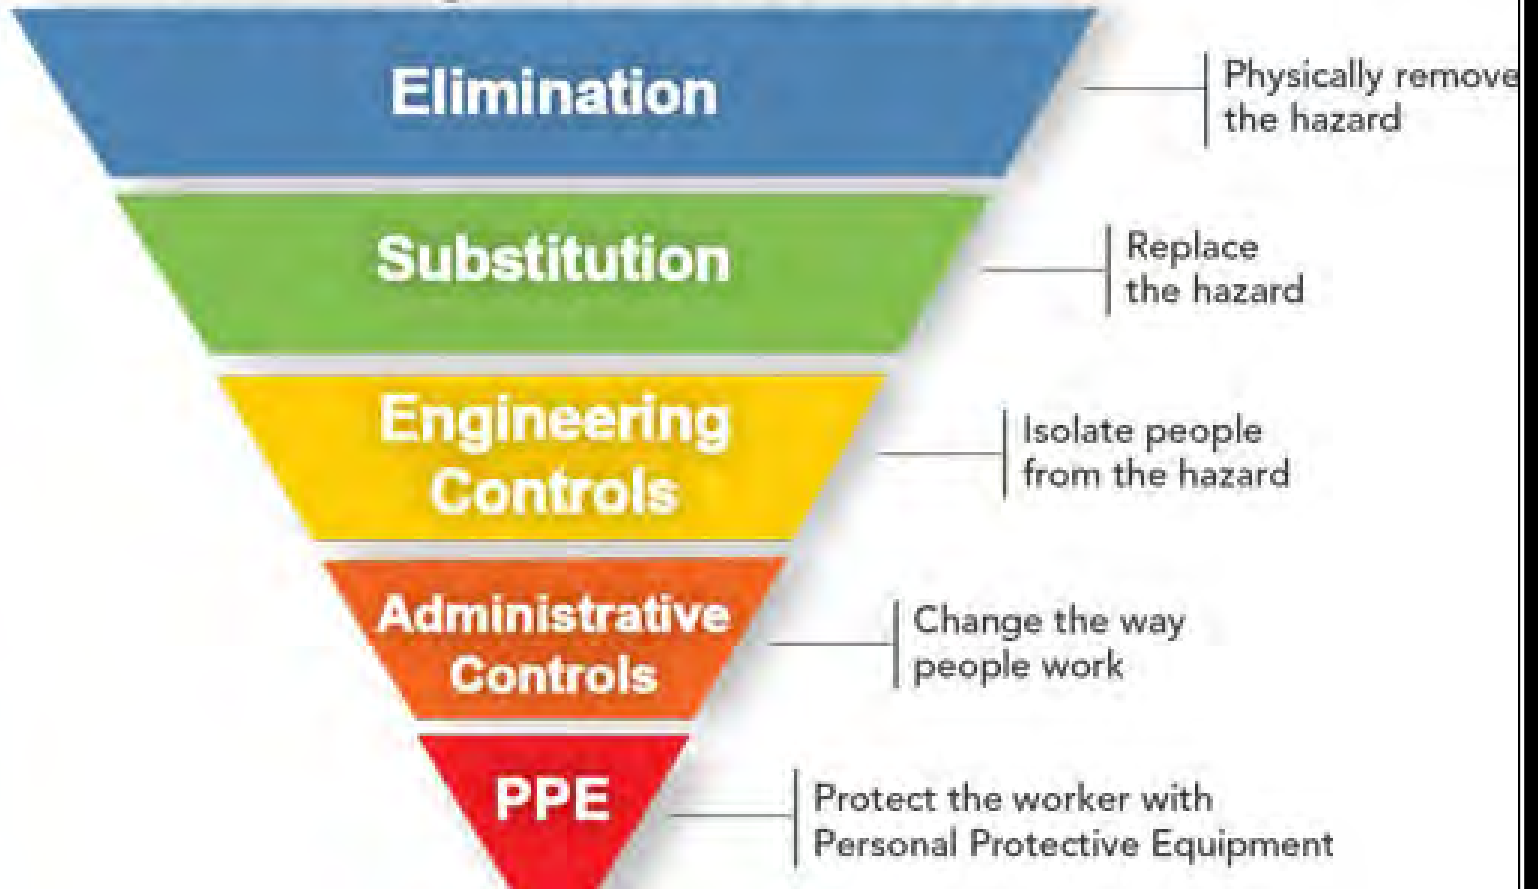 Elimination
Physically remove
the hazard
Substitution
Replace
the hazard
Engineering
Controls
Isolate people
from the hazard
Administrative
Controls
Change the way
people work
PPE
Protect the worker with
Personal Protective Equipment